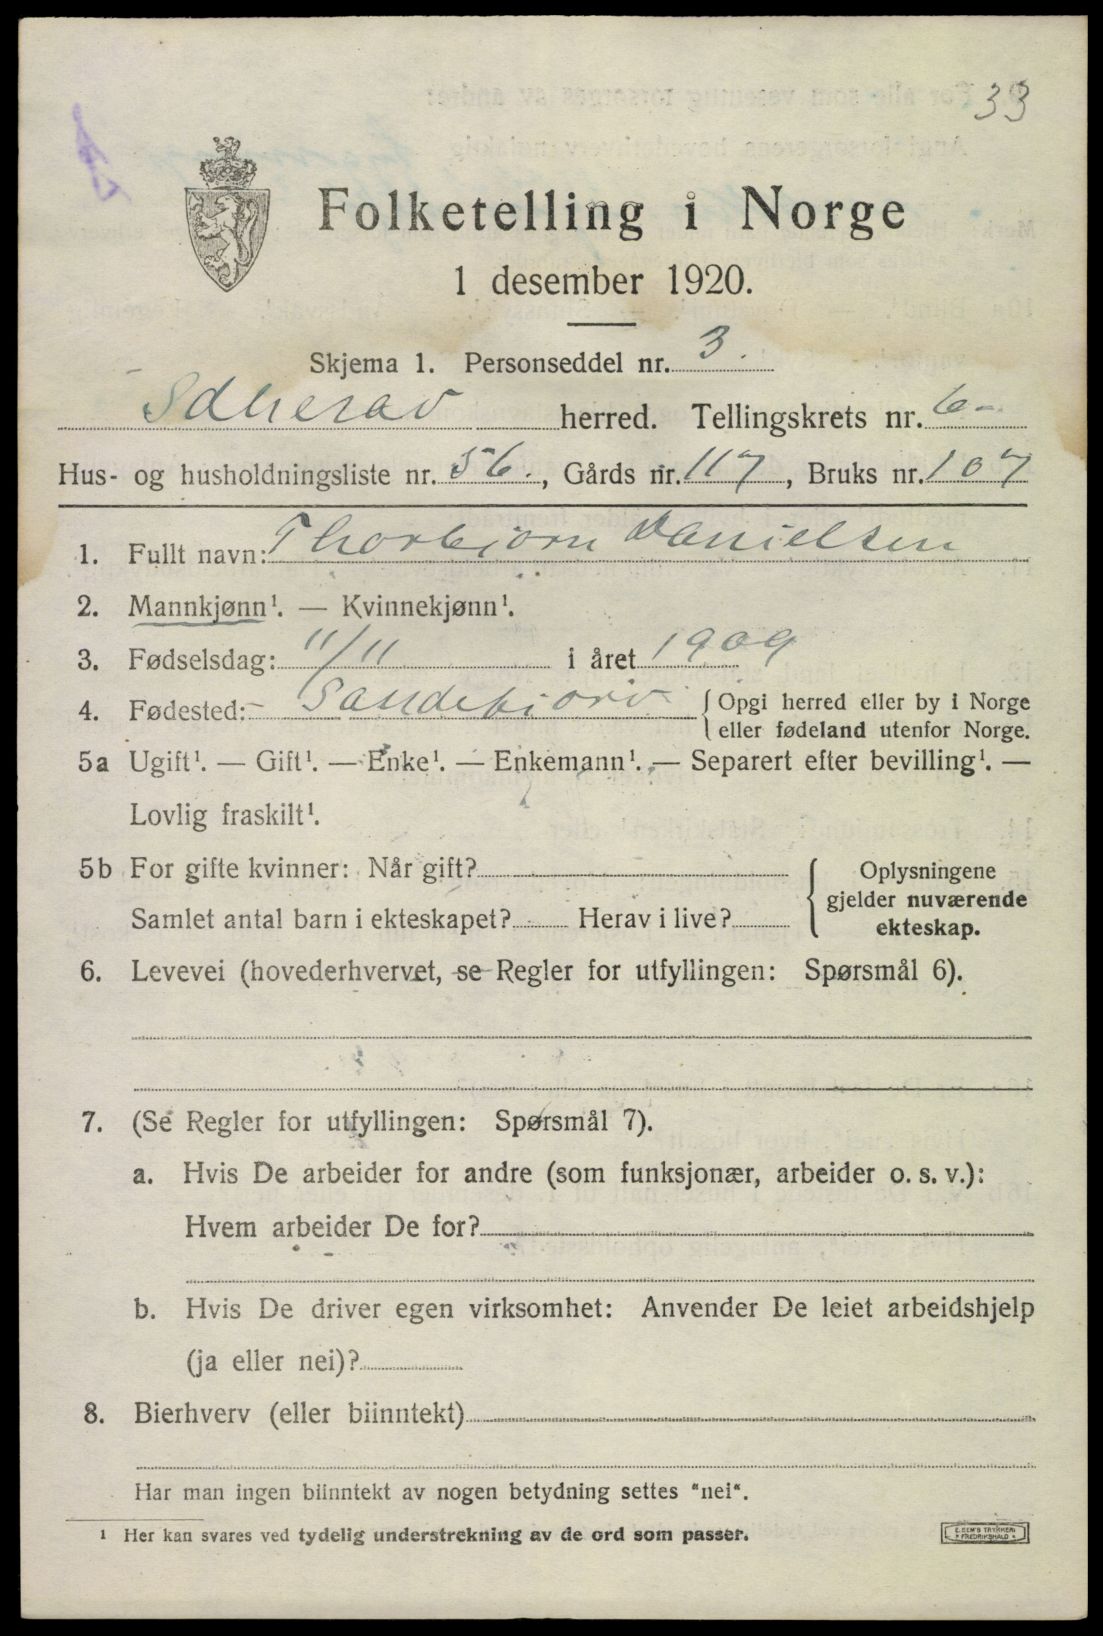 33
Folketelling i Norge
1 desember 1920.
Skjema 1. Personseddel nr. 3.
Sdherad herred. Tellingskrets nr. 6
Hus- og husholdningsliste nr. 56., Gårds nr. 117, Bruks nr. 107
1. Fullt navn: Thorbjorn Danielsen
2. Mannkjønn¹. — Kvinnekjønn¹.
3. Fødselsdag: 11/11 i året 1909
4. Fødested: Sandefjord { Opgi herred eller by i Norge
eller fødeland utenfor Norge.
5a Ugift¹. — Gift¹. — Enke¹. — Enkemann¹. — Separert efter bevilling¹. —
Lovlig fraskilt¹.
5b For gifte kvinner: Når gift?
Samlet antal barn i ekteskapet? Herav i live?
Oplysningene
gjelder nuværende
ekteskap.
6. Levevei (hovederhvervet, se Regler for utfyllingen: Spørsmål 6).
7. (Se Regler for utfyllingen: Spørsmål 7).
a. Hvis De arbeider for andre (som funksjonær, arbeider o. s. v.):
Hvem arbeider De for?
b. Hvis De driver egen virksomhet: Anvender De leiet arbeidshjelp
(ja eller nei)?
8. Bierhverv (eller biinntekt)
Har man ingen biinntekt av nogen betydning settes "nei".
¹ Her kan svares ved tydelig understrekning av de ord som passer.
E. SEM'S TRYKKERI
FREDRIKSHALD